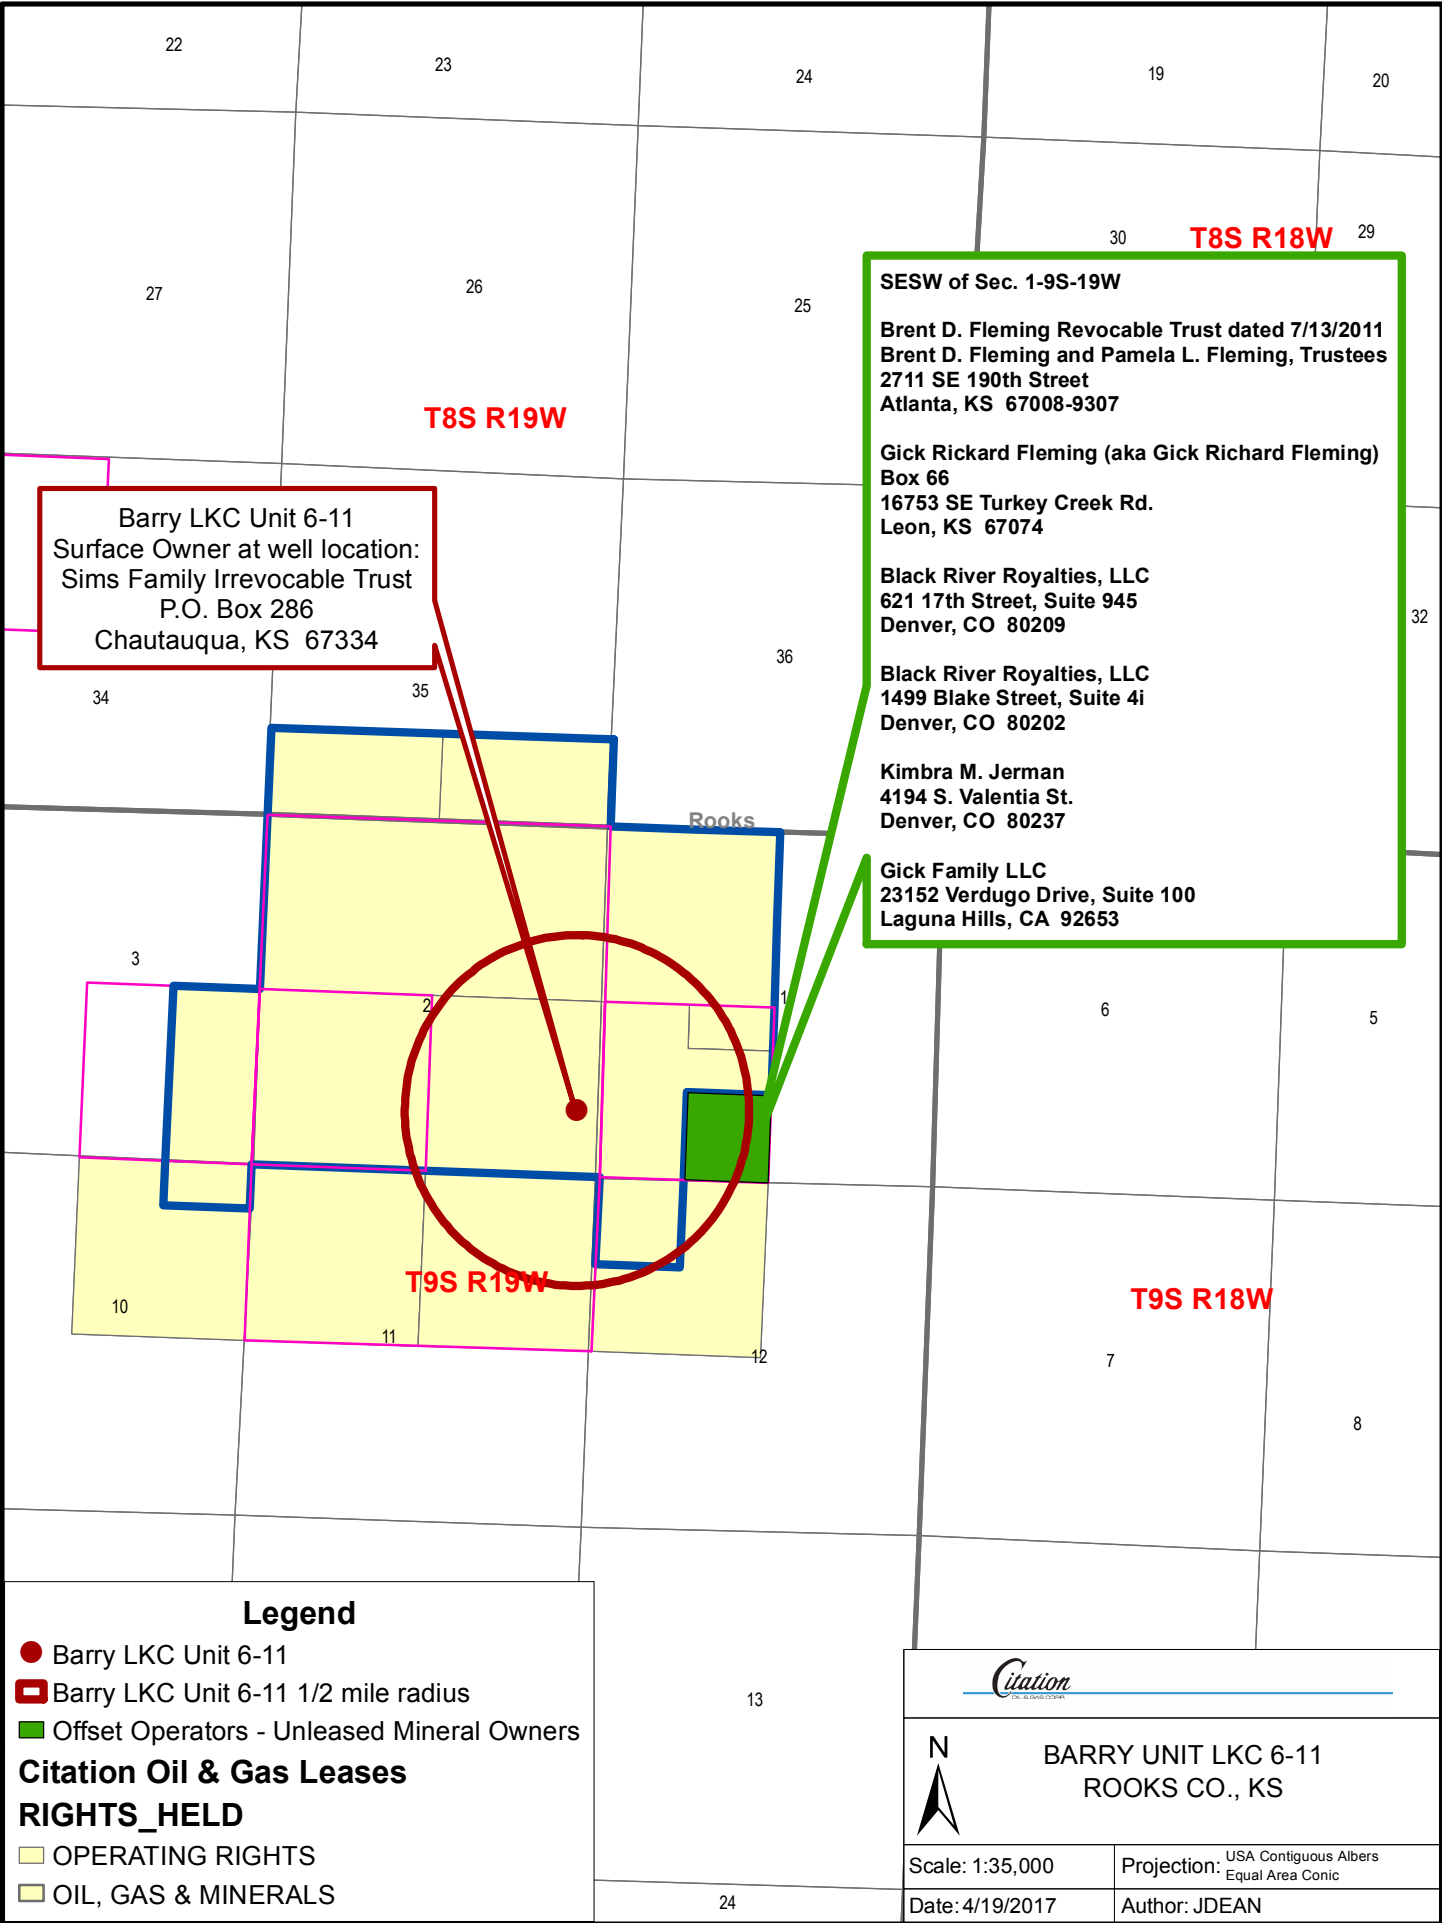 22
23
24
19
20
30
T8S R18W
29
27
26
25
T8S R19W
SESW of Sec. 1-9S-19W
Brent D. Fleming Revocable Trust dated 7/13/2011
Brent D. Fleming and Pamela L. Fleming, Trustees
2711 SE 190th Street
Atlanta, KS 67008-9307
Gick Rickard Fleming (aka Gick Richard Fleming)
Box 66
16753 SE Turkey Creek Rd.
Leon, KS 67074
Black River Royalties, LLC
621 17th Street, Suite 945
Denver, CO 80209
Black River Royalties, LLC
1499 Blake Street, Suite 4i
Denver, CO 80202
Kimbra M. Jerman
4194 S. Valentia St.
Denver, CO 80237
Gick Family LLC
23152 Verdugo Drive, Suite 100
Laguna Hills, CA 92653
Barry LKC Unit 6-11
Surface Owner at well location:
Sims Family Irrevocable Trust
P.O. Box 286
Chautauqua, KS 67334
32
36
34
35
Rooks
3
2
1
6
5
T9S R19W
T9S R18W
10
11
12
7
8
Legend
Barry LKC Unit 6-11
Barry LKC Unit 6-11 1/2 mile radius
Offset Operators - Unleased Mineral Owners
Citation Oil & Gas Leases
RIGHTS_HELD
OPERATING RIGHTS
OIL, GAS & MINERALS
13
24
Citation
OIL & GAS CORP.
N
BARRY UNIT LKC 6-11
ROOKS CO., KS
Scale: 1:35,000
Projection: USA Contiguous Albers
Equal Area Conic
Date: 4/19/2017
Author: JDEAN